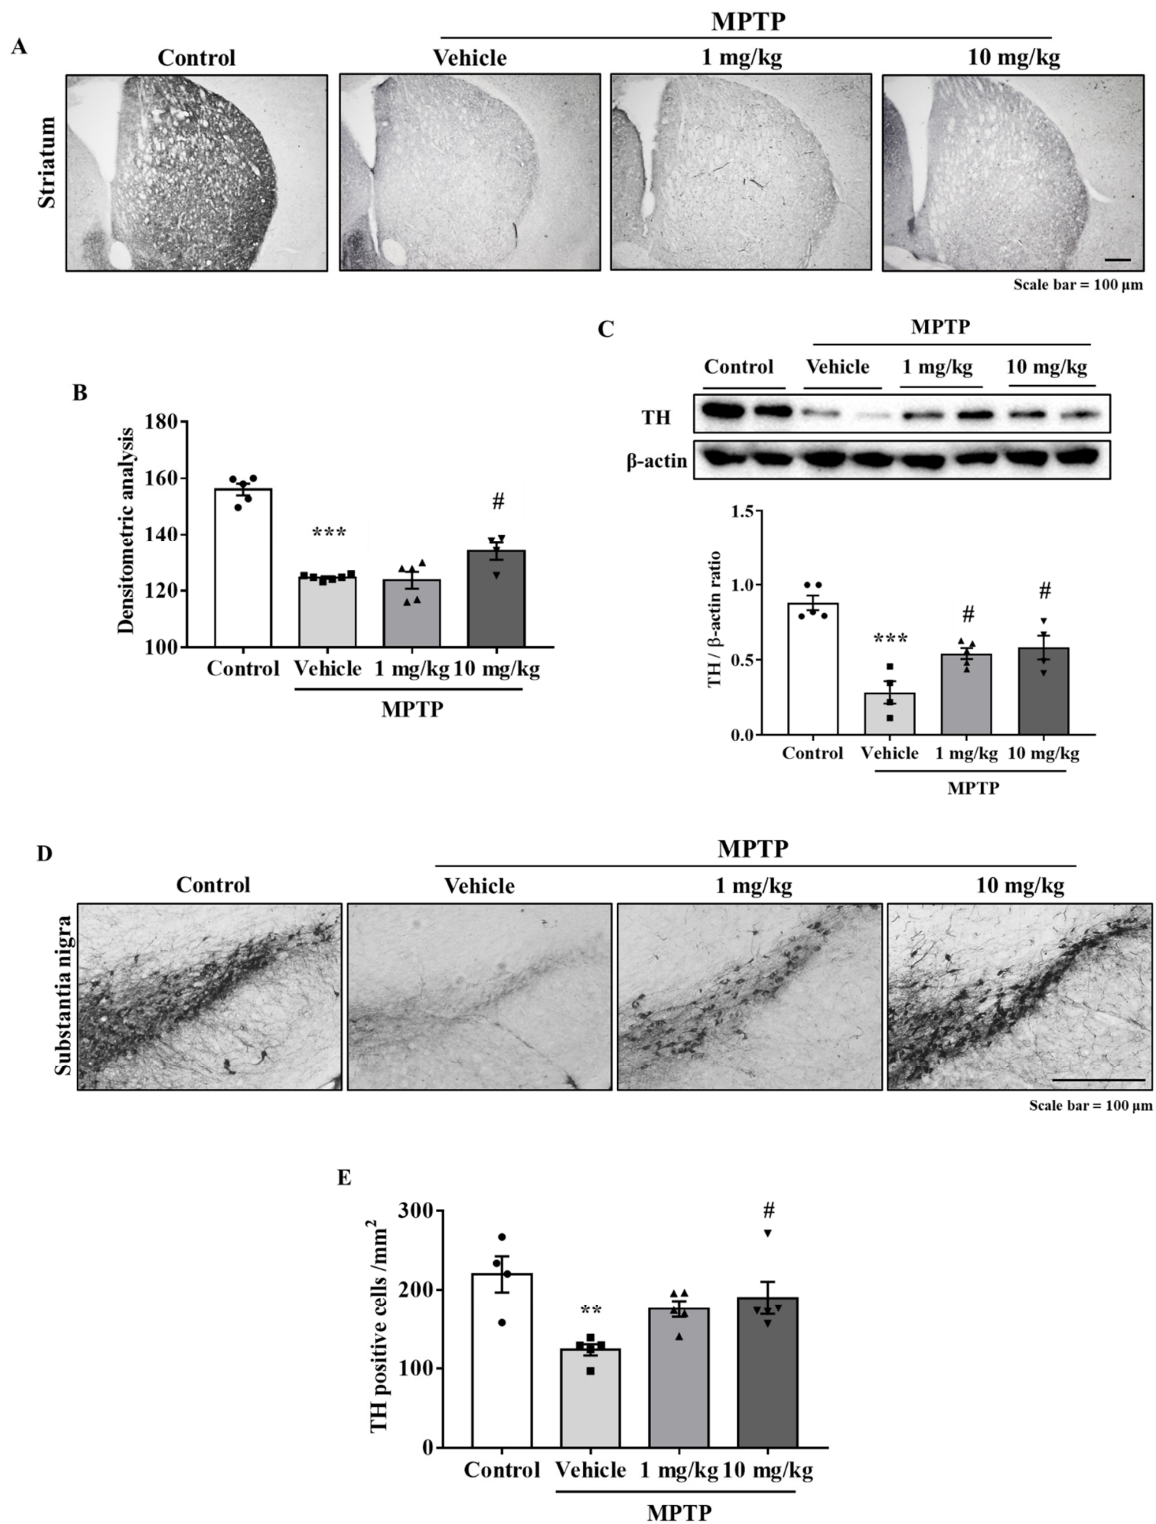 A
MPTP
Control Vehicle 1 mg/kg 10 mg/kg
Striatum
Scale bar = 100 μm
B
Densitometric analysis
180
160
140
120
100
***
#
Control Vehicle 1 mg/kg 10 mg/kg
MPTP
C
MPTP
Control Vehicle 1 mg/kg 10 mg/kg
TH
β-actin
TH / β-actin ratio
1.5
1.0
0.5
0.0
***
#
#
Control Vehicle 1 mg/kg 10 mg/kg
MPTP
D
MPTP
Control Vehicle 1 mg/kg 10 mg/kg
Substantia nigra
Scale bar = 100 μm
E
TH positive cells /mm²
300
200
100
0
**
#
Control Vehicle 1 mg/kg 10 mg/kg
MPTP